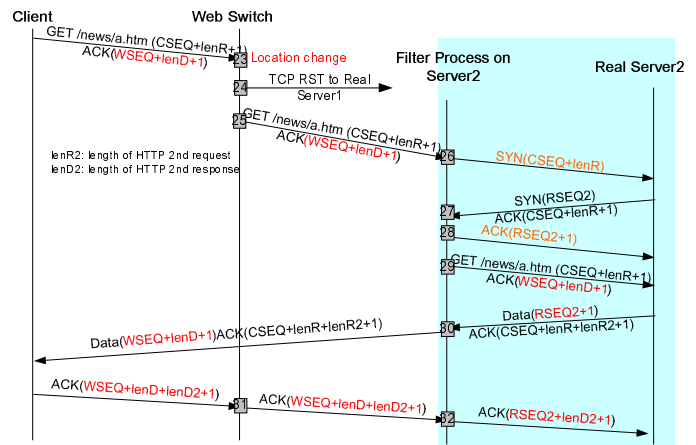 Client
Web Switch
GET /news/a.htm (CSEQ+lenR+1)
ACK(WSEQ+lenD+1)
23
Location change
Filter Process on
Server2
Real Server2
24
TCP RST to Real
Server1
25
GET /news/a.htm (CSEQ+lenR+1)
ACK(WSEQ+lenD+1)
lenR2: length of HTTP 2nd request
lenD2: length of HTTP 2nd response
26
SYN(CSEQ+lenR)
SYN(RSEQ2)
27
ACK(CSEQ+lenR+1)
28
ACK(RSEQ2+1)
29
GET /news/a.htm (CSEQ+lenR+1)
ACK(WSEQ+lenD+1)
Data(RSEQ2+1)
30
ACK(CSEQ+lenR+lenR2+1)
Data(WSEQ+lenD+1)ACK(CSEQ+lenR+lenR2+1)
ACK(WSEQ+lenD+lenD2+1)
31
ACK(WSEQ+lenD+lenD2+1)
32
ACK(RSEQ2+lenD2+1)